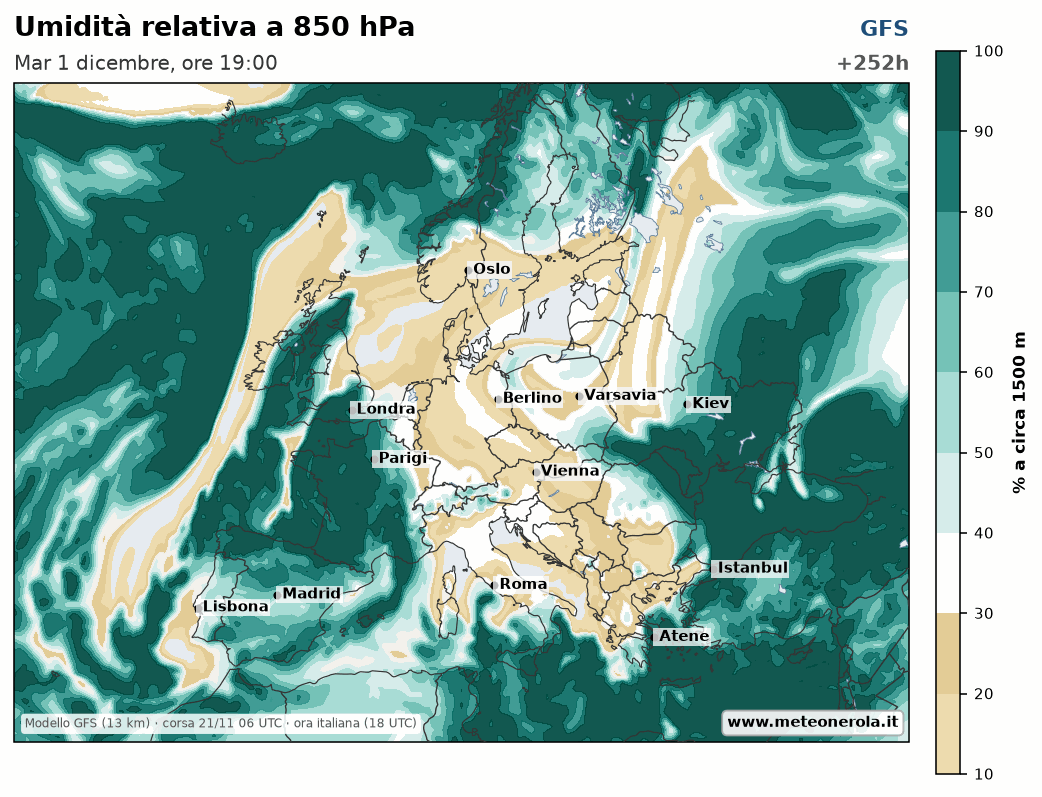 Umidità relativa a 850 hPa
GFS
Mar 1 dicembre, ore 19:00
+252h
100
90
80
70
60
50
40
30
20
10
% a circa 1500 m
Oslo
Berlino
Varsavia
Kiev
Londra
Parigi
Vienna
Istanbul
Roma
Madrid
Lisbona
Atene
Modello GFS (13 km) · corsa 21/11 06 UTC · ora italiana (18 UTC)
www.meteonerola.it